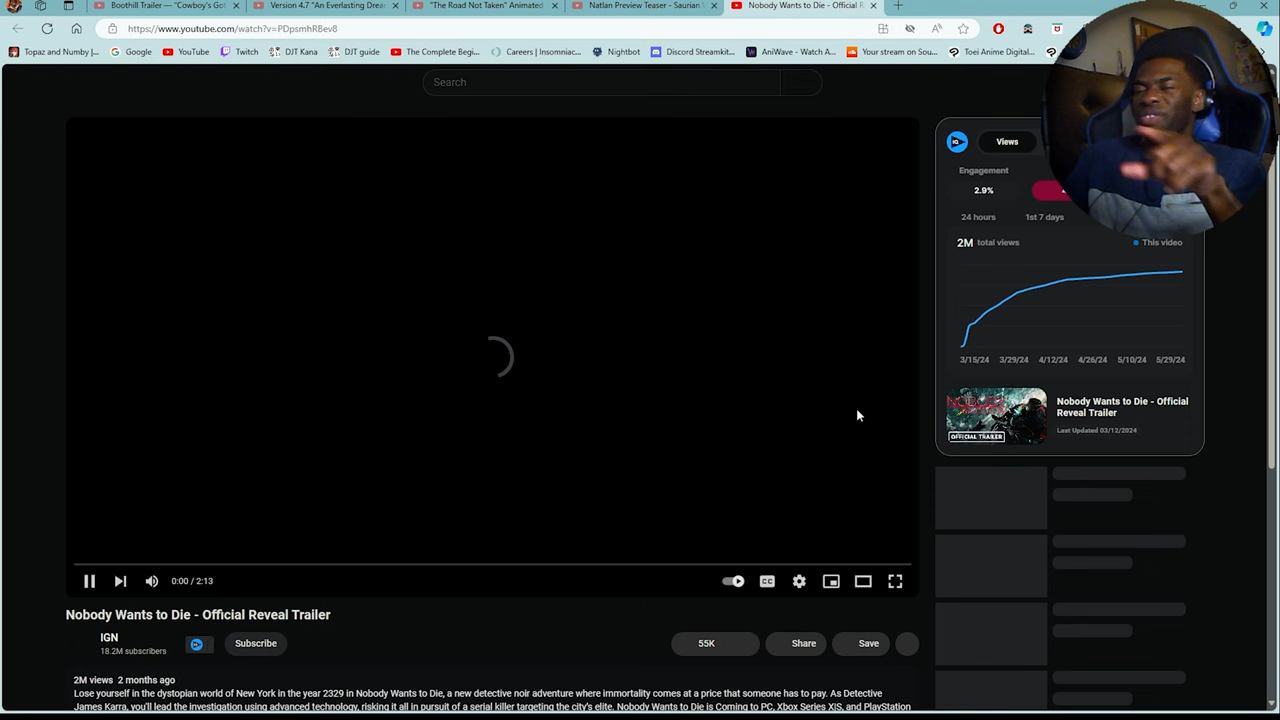 Boothill Trailer — "Cowboy's Go
Version 4.7 "An Everlasting Drea
"The Road Not Taken" Animated
Natlan Preview Teaser - Saurian
Nobody Wants to Die - Official R
https://www.youtube.com/watch?v=PDpsmhRBev8
Topaz and Numby |...
Google
YouTube
Twitch
DJT Kana
DJT guide
The Complete Begi...
Careers | Insomniac...
Nightbot
Discord Streamkit...
AniWave - Watch A...
Your stream on Sou...
Toei Anime Digital...
Search
IQ
Views
Engagement
2.9%
24 hours
1st 7 days
2M total views
This video
3/15/24 3/29/24 4/12/24 4/26/24 5/10/24 5/29/24
OFFICIAL TRAILER
Nobody Wants to Die - Official
Reveal Trailer
Last Updated 03/12/2024
0:00 / 2:13
CC
Nobody Wants to Die - Official Reveal Trailer
IGN
18.2M subscribers
Subscribe
55K
Share
Save
2M views 2 months ago
Lose yourself in the dystopian world of New York in the year 2329 in Nobody Wants to Die, a new detective noir adventure where immortality comes at a price that someone has to pay. As Detective
James Karra, you'll lead the investigation using advanced technology, risking it all in pursuit of a serial killer targeting the city's elite. Nobody Wants to Die is Coming to PC, Xbox Series X|S, and PlayStation